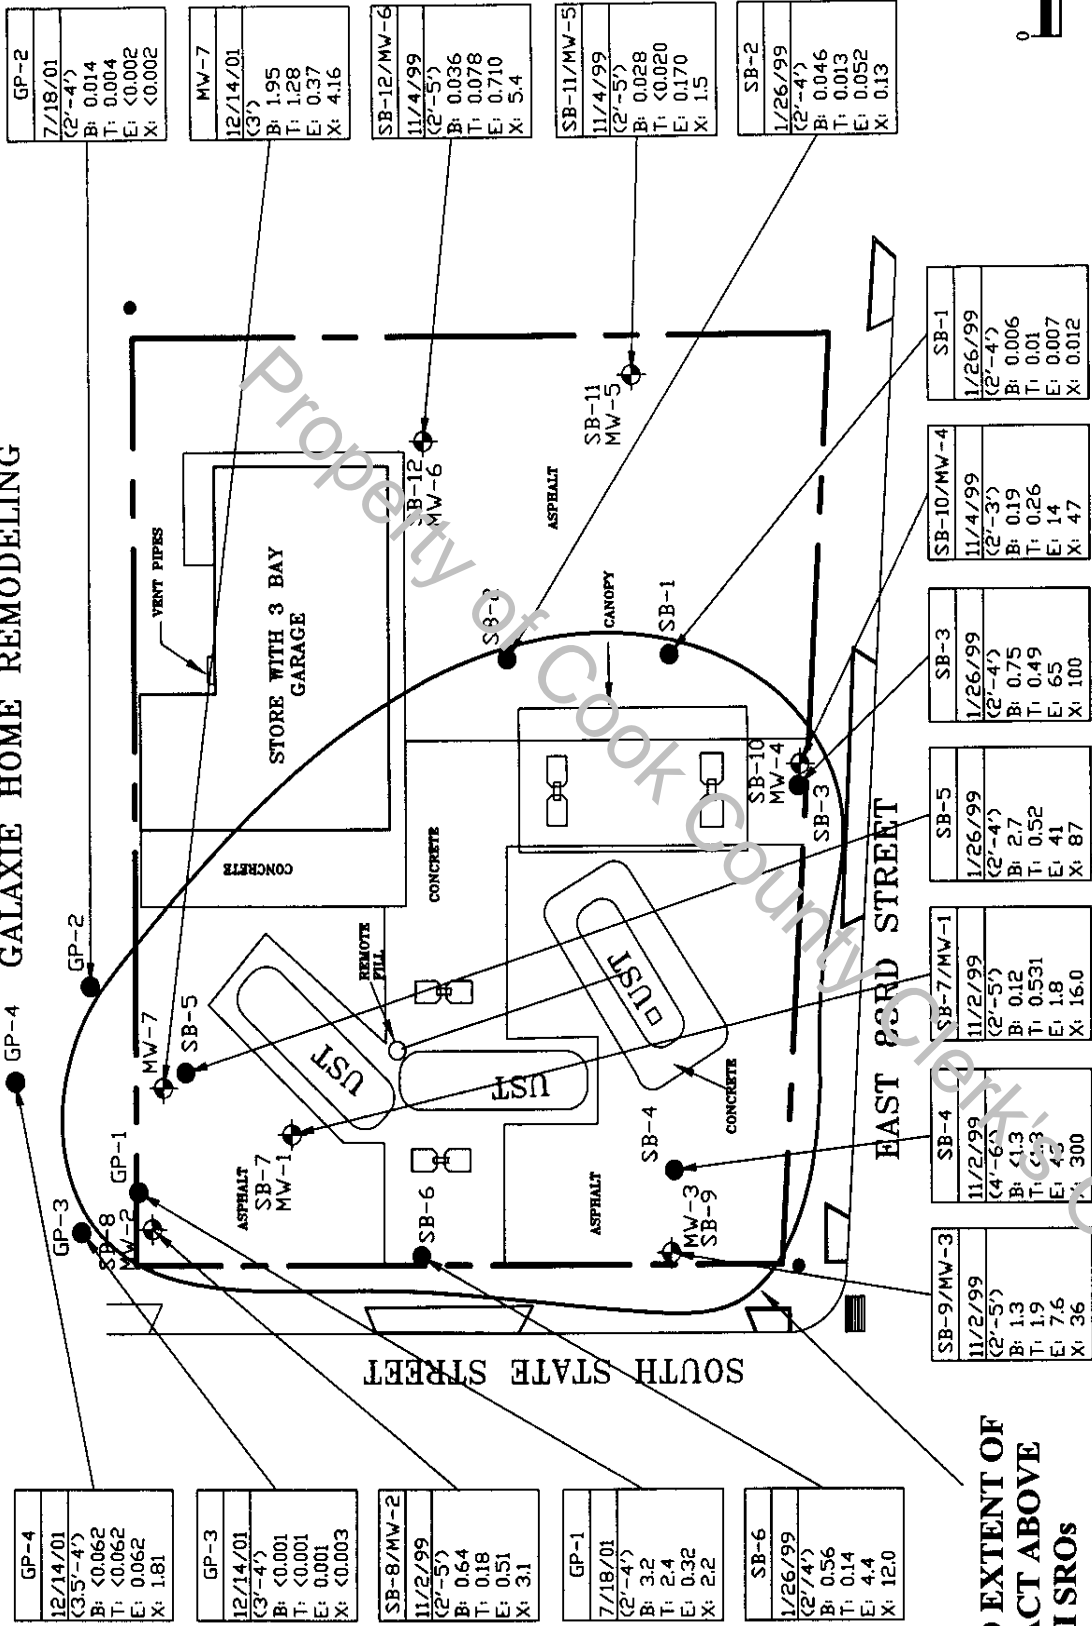 GALAXIE HOME REMODELING
GP-4
12/14/01
(3.5'-4')
B: <0.062
T: <0.062
E: 0.062
X: 1.81
GP-3
12/14/01
(3'-4')
B: <0.001
T: <0.001
E: 0.001
X: <0.003
SB-8/MW-2
11/2/99
(2'-5')
B: 0.64
T: 0.18
E: 0.51
X: 3.1
GP-1
7/18/01
(2'-4')
B: 3.2
T: 2.4
E: 0.32
X: 2.2
SB-6
1/26/99
(2'/4')
B: 0.56
T: 0.14
E: 4.4
X: 12.0
GP-2
7/18/01
(2'-4')
B: 0.014
T: 0.004
E: <0.002
X: <0.002
MW-7
12/14/01
(3')
B: 1.95
T: 1.28
E: 0.37
X: 4.16
SB-12/MW-6
11/4/99
(2'-5')
B: 0.036
T: 0.078
E: 0.710
X: 5.4
SB-11/MW-5
11/4/99
(2'-5')
B: 0.028
T: <0.020
E: 0.170
X: 1.5
SB-2
1/26/99
(2'-4')
B: 0.046
T: 0.013
E: 0.052
X: 0.13
GP-4
GP-3
GP-2
GP-1
SB-8
MW-2
MW-7
SB-5
ASPHALT
SB-7
MW-1
SB-6
UST
UST
REMOTE
FILL
CONCRETE
CONCRETE
VENT PIPES
STORE WITH 3 BAY
GARAGE
SB-12
MW-6
ASPHALT
SB-11
MW-5
SB-2
CANOPY
SB-1
SB-10
MW-4
SB-3
UST
CONCRETE
SB-4
ASPHALT
MW-3
SB-9
SOUTH STATE STREET
EAST 83RD STREET
SB-9/MW-3
11/2/99
(2'-5')
B: 1.3
T: 1.9
E: 7.6
X: 36
SB-4
11/2/99
(4'-6')
B: <1.3
X: 300
SB-7/MW-1
11/2/99
(2'-5')
B: 0.12
T: 0.531
E: 1.8
X: 16.0
SB-5
1/26/99
(2'-4')
B: 2.7
T: 0.52
E: 41
X: 87
SB-3
1/26/99
(2'-4')
B: 0.75
T: 0.49
E: 65
X: 100
SB-10/MW-4
11/4/99
(2'-3')
B: 0.19
T: 0.26
E: 14
X: 47
SB-1
1/26/99
(2'-4')
B: 0.006
T: 0.01
E: 0.007
X: 0.012
0
EXTENT OF
ACT ABOVE
I SROs
Property of Cook County Clerk's